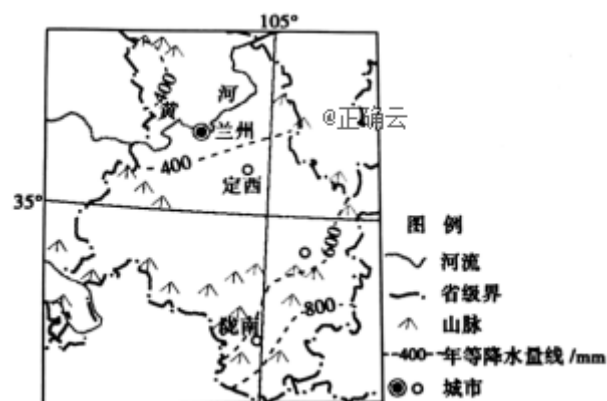 105°
400
黄 河
@正确云
兰州
400
定西
35°
600
800
陇南
图 例
河流
省级界
山脉
400 年等降水量线/mm
城市